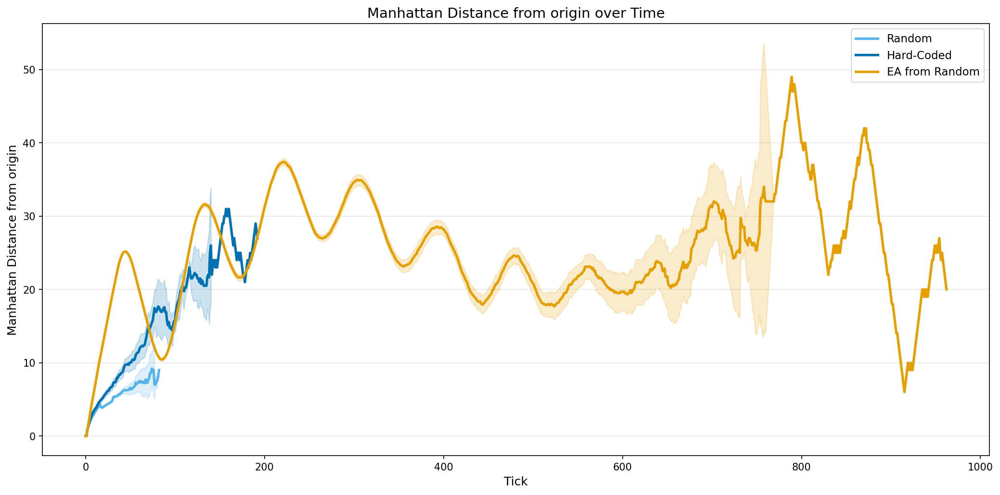 Manhattan Distance from origin over Time
Random
Hard-Coded
EA from Random
Manhattan Distance from origin
50
40
30
20
10
0
0
200
400
600
800
1000
Tick